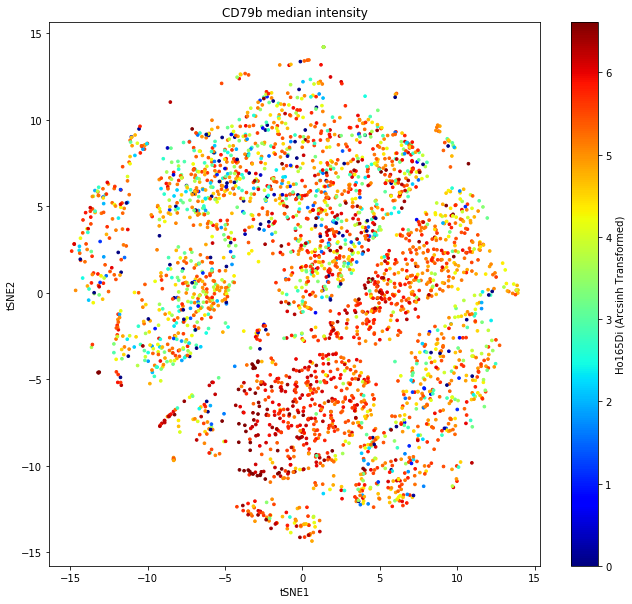 CD79b median intensity
15
10
5
0
−5
−10
−15
−15 −10 −5 0 5 10 15
tSNE1
tSNE2
6
5
4
3
2
1
0
Ho165Di (Arcsinh Transformed)